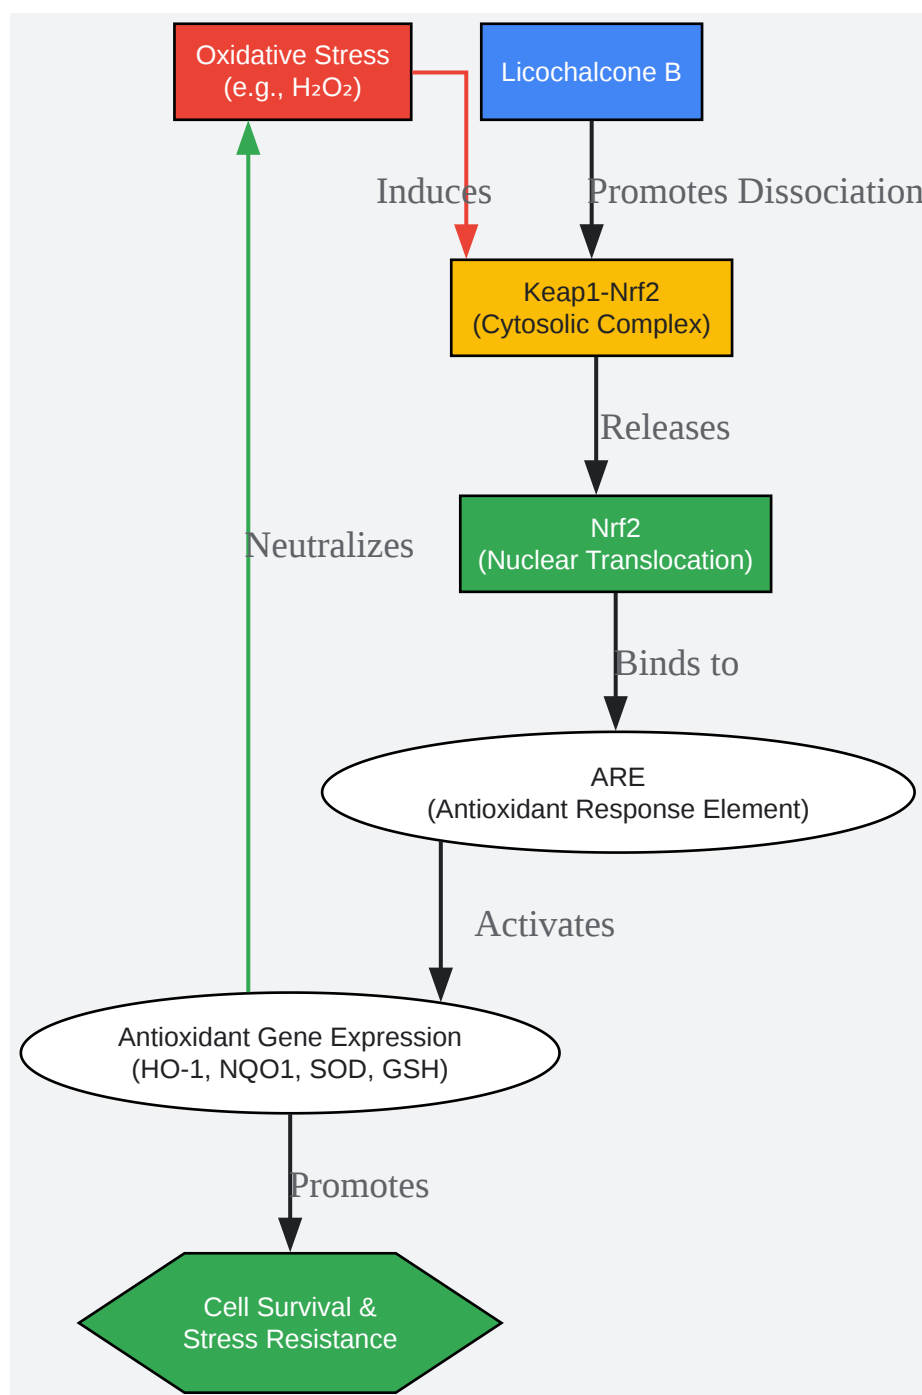 Oxidative Stress
(e.g., H₂O₂)
Licochalcone B
Induces
Promotes Dissociation
Keap1-Nrf2
(Cytosolic Complex)
Releases
Nrf2
(Nuclear Translocation)
Neutralizes
Binds to
ARE
(Antioxidant Response Element)
Activates
Antioxidant Gene Expression
(HO-1, NQO1, SOD, GSH)
Promotes
Cell Survival &
Stress Resistance